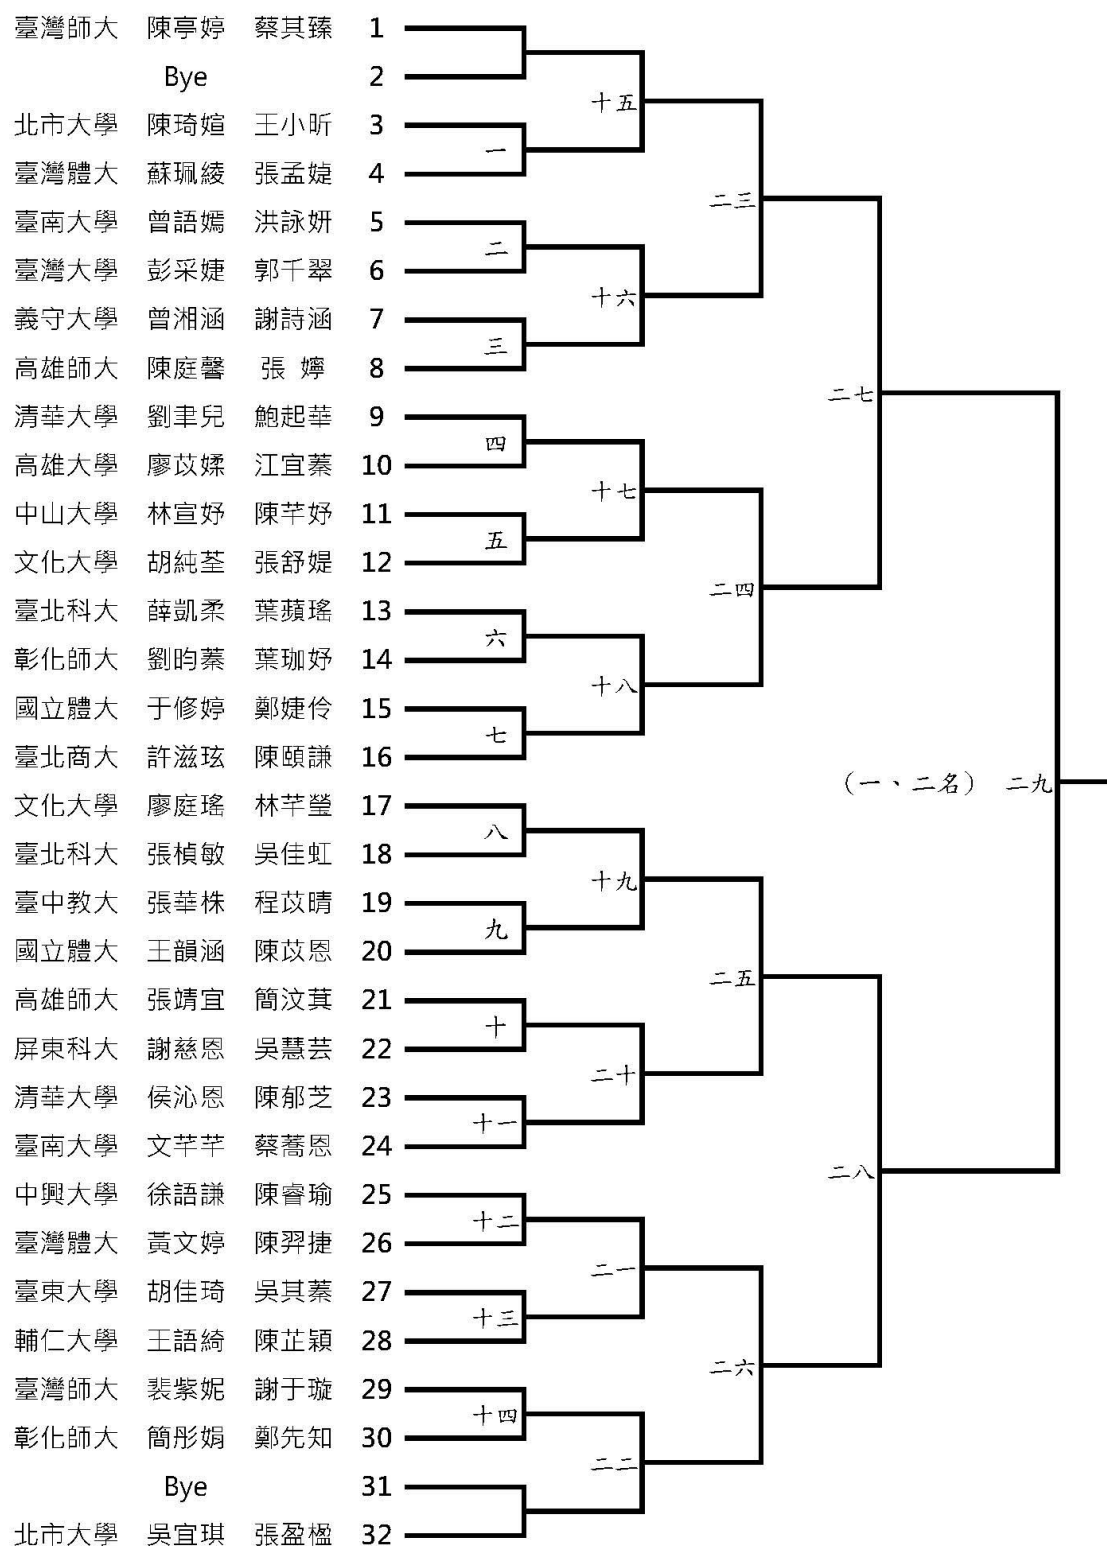 臺灣師大 陳亭婷 蔡其臻 1
Bye 2
十五
北市大學 陳琦媗 王小昕 3
一
臺灣體大 蘇珮綾 張孟婕 4
二三
臺南大學 曾語嫣 洪詠妍 5
二
臺灣大學 彭采婕 郭千翠 6
十六
義守大學 曾湘涵 謝詩涵 7
三
高雄師大 陳庭馨 張 嬣 8
二七
清華大學 劉聿兒 鮑起華 9
四
高雄大學 廖苡媃 江宜蓁 10
十七
中山大學 林宣妤 陳芊妤 11
五
文化大學 胡純荃 張舒媞 12
二四
臺北科大 薛凱柔 葉蘋瑤 13
六
彰化師大 劉昀蓁 葉珈妤 14
十八
國立體大 于修婷 鄭婕伶 15
七
臺北商大 許滋玹 陳頤謙 16
(一、二名) 二九
文化大學 廖庭瑤 林芊瑩 17
八
臺北科大 張楨敏 吳佳虹 18
十九
臺中教大 張華株 程苡晴 19
九
國立體大 王韻涵 陳苡恩 20
二五
高雄師大 張靖宜 簡汶萁 21
十
屏東科大 謝慈恩 吳慧芸 22
二十
清華大學 侯沁恩 陳郁芝 23
十一
臺南大學 文芊芊 蔡蕎恩 24
二八
中興大學 徐語謙 陳睿瑜 25
十二
臺灣體大 黃文婷 陳羿捷 26
二一
臺東大學 胡佳琦 吳其蓁 27
十三
輔仁大學 王語綺 陳芷穎 28
二六
臺灣師大 裴紫妮 謝于璇 29
十四
彰化師大 簡彤娟 鄭先知 30
二二
Bye 31
北市大學 吳宜琪 張盈楹 32